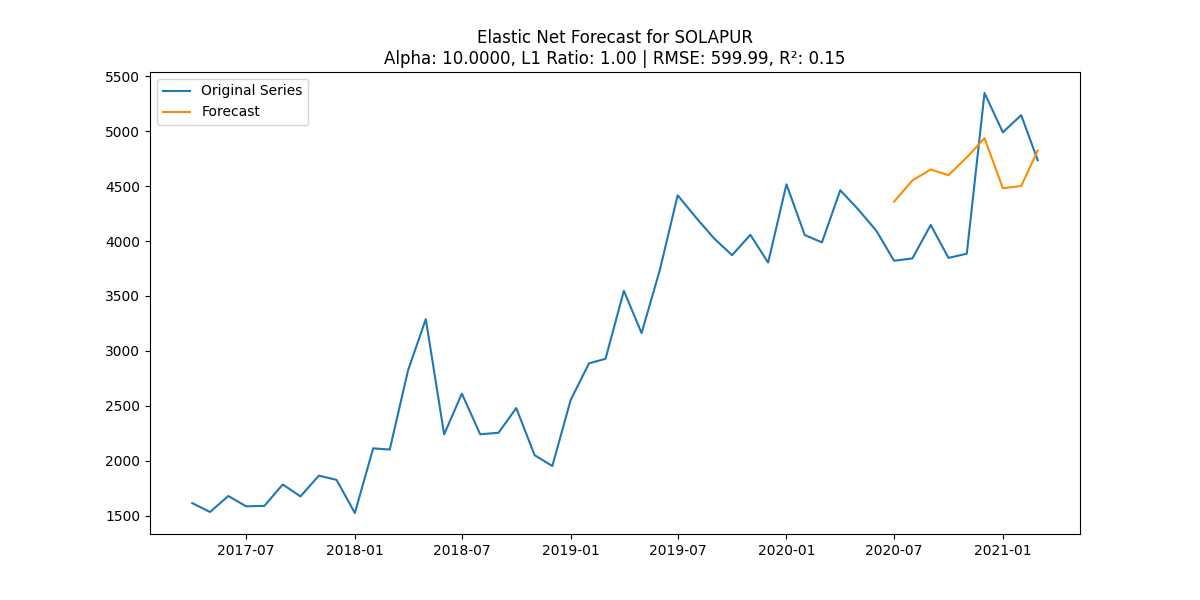 Elastic Net Forecast for SOLAPUR
Alpha: 10.0000, L1 Ratio: 1.00 | RMSE: 599.99, R²: 0.15
Original Series
Forecast
5500
5000
4500
4000
3500
3000
2500
2000
1500
2017-07 2018-01 2018-07 2019-01 2019-07 2020-01 2020-07 2021-01